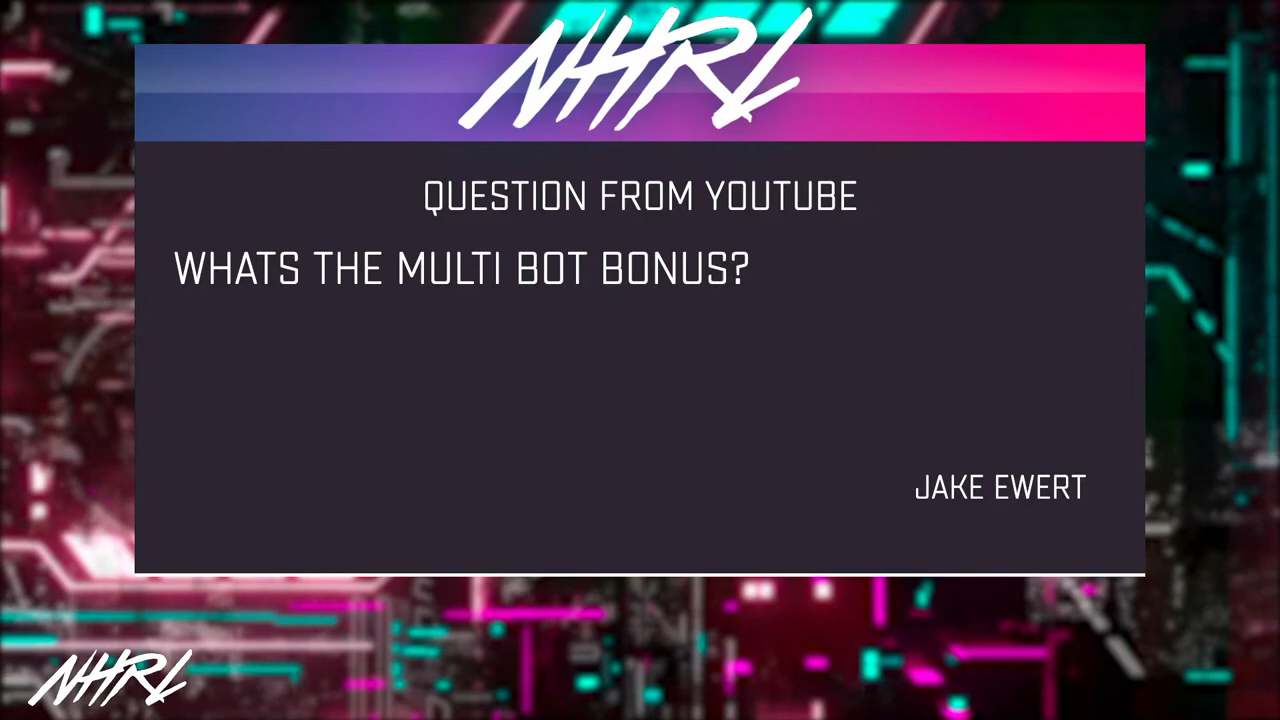 NHRL
QUESTION FROM YOUTUBE
WHATS THE MULTI BOT BONUS?
JAKE EWERT
NHRL